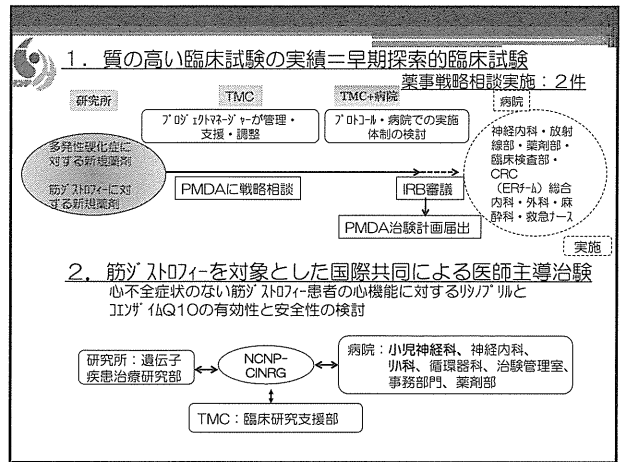 1．質の高い臨床試験の実績＝早期探索的臨床試験
薬事戦略相談実施：２件
研究所
TMC
TMC+病院
病院
プロジェクトマネージャーが管理・
支援・調整
プロトコール・病院での実施
体制の検討
多発性硬化症に
対する新規薬剤
筋ジストロフィーに対
する新規薬剤
神経内科・放射
線部・薬剤部・
臨床検査部・
CRC
（ERチーム）総合
内科・外科・麻
酔科・救急ナース
PMDAに戦略相談
IRB審議
PMDA治験計画届出
実施
2．筋ジストロフィーを対象とした国際共同による医師主導治験
心不全症状のない筋ジストロフィー患者の心機能に対するリシノプリルと
コエンザイムQ10の有効性と安全性の検討
研究所：遺伝子
疾患治療研究部
NCNP-
CINRG
病院：小児神経科、神経内科、
リハ科、循環器科、治験管理室、
事務部門、薬剤部
TMC：臨床研究支援部